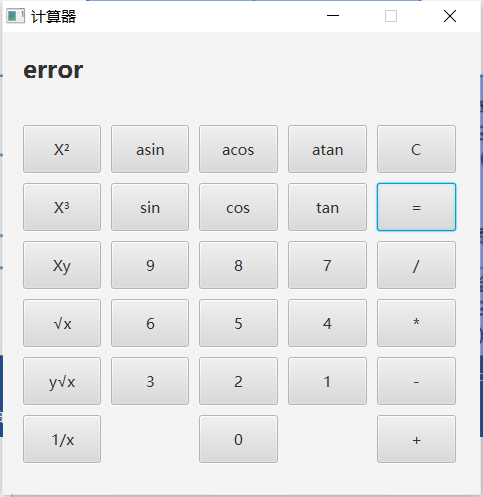 计算器
error
X² asin acos atan C
X³ sin cos tan =
Xy 9 8 7 /
√x 6 5 4 *
y√x 3 2 1 -
1/x 0 +